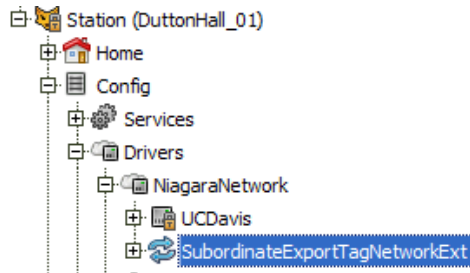 Station (DuttonHall_01)
Home
Config
Services
Drivers
NiagaraNetwork
UCDavis
SubordinateExportTagNetworkExt